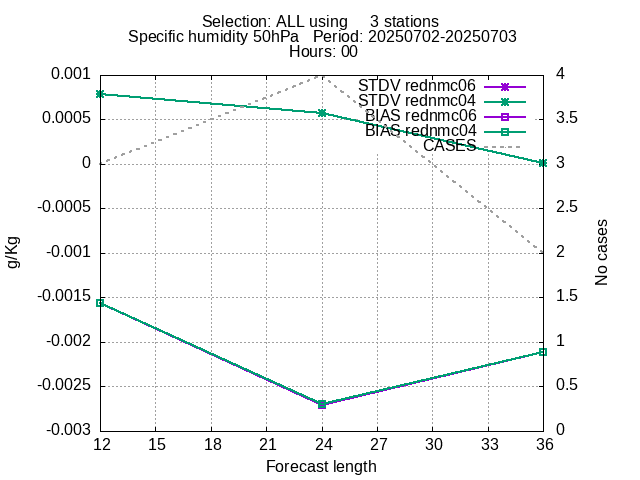 Selection: ALL using     3 stations
Specific humidity 50hPa   Period: 20250702-20250703
Hours: 00
0.001
0.0005
0
-0.0005
-0.001
-0.0015
-0.002
-0.0025
-0.003
g/Kg
STDV rednmc06
STDV rednmc04
BIAS rednmc06
BIAS rednmc04
CASES
4
3.5
3
2.5
2
1.5
1
0.5
0
No cases
12 15 18 21 24 27 30 33 36
Forecast length